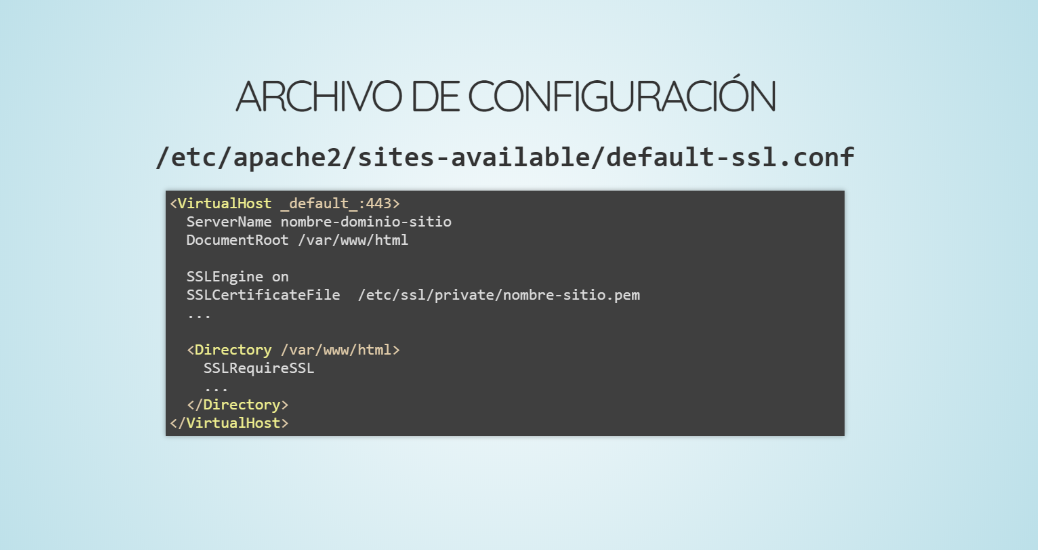 ARCHIVO DE CONFIGURACIÓN
/etc/apache2/sites-available/default-ssl.conf
<VirtualHost _default_:443>
  ServerName nombre-dominio-sitio
  DocumentRoot /var/www/html

  SSLEngine on
  SSLCertificateFile  /etc/ssl/private/nombre-sitio.pem
  ...

  <Directory /var/www/html>
    SSLRequireSSL
    ...
  </Directory>
</VirtualHost>